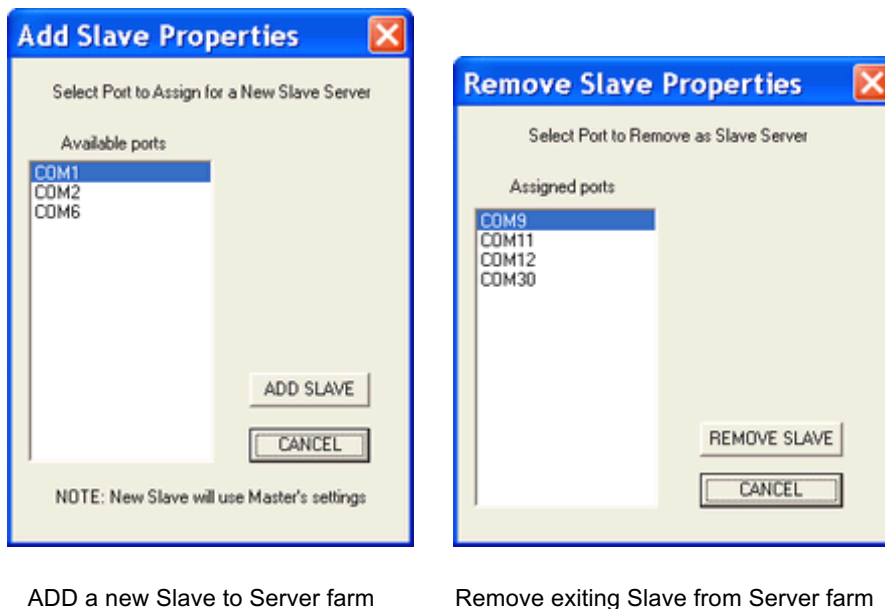 Add Slave Properties
Select Port to Assign for a New Slave Server
Available ports
COM1
COM2
COM6
ADD SLAVE
CANCEL
NOTE: New Slave will use Master's settings
ADD a new Slave to Server farm
Remove Slave Properties
Select Port to Remove as Slave Server
Assigned ports
COM9
COM11
COM12
COM30
REMOVE SLAVE
CANCEL
Remove exiting Slave from Server farm